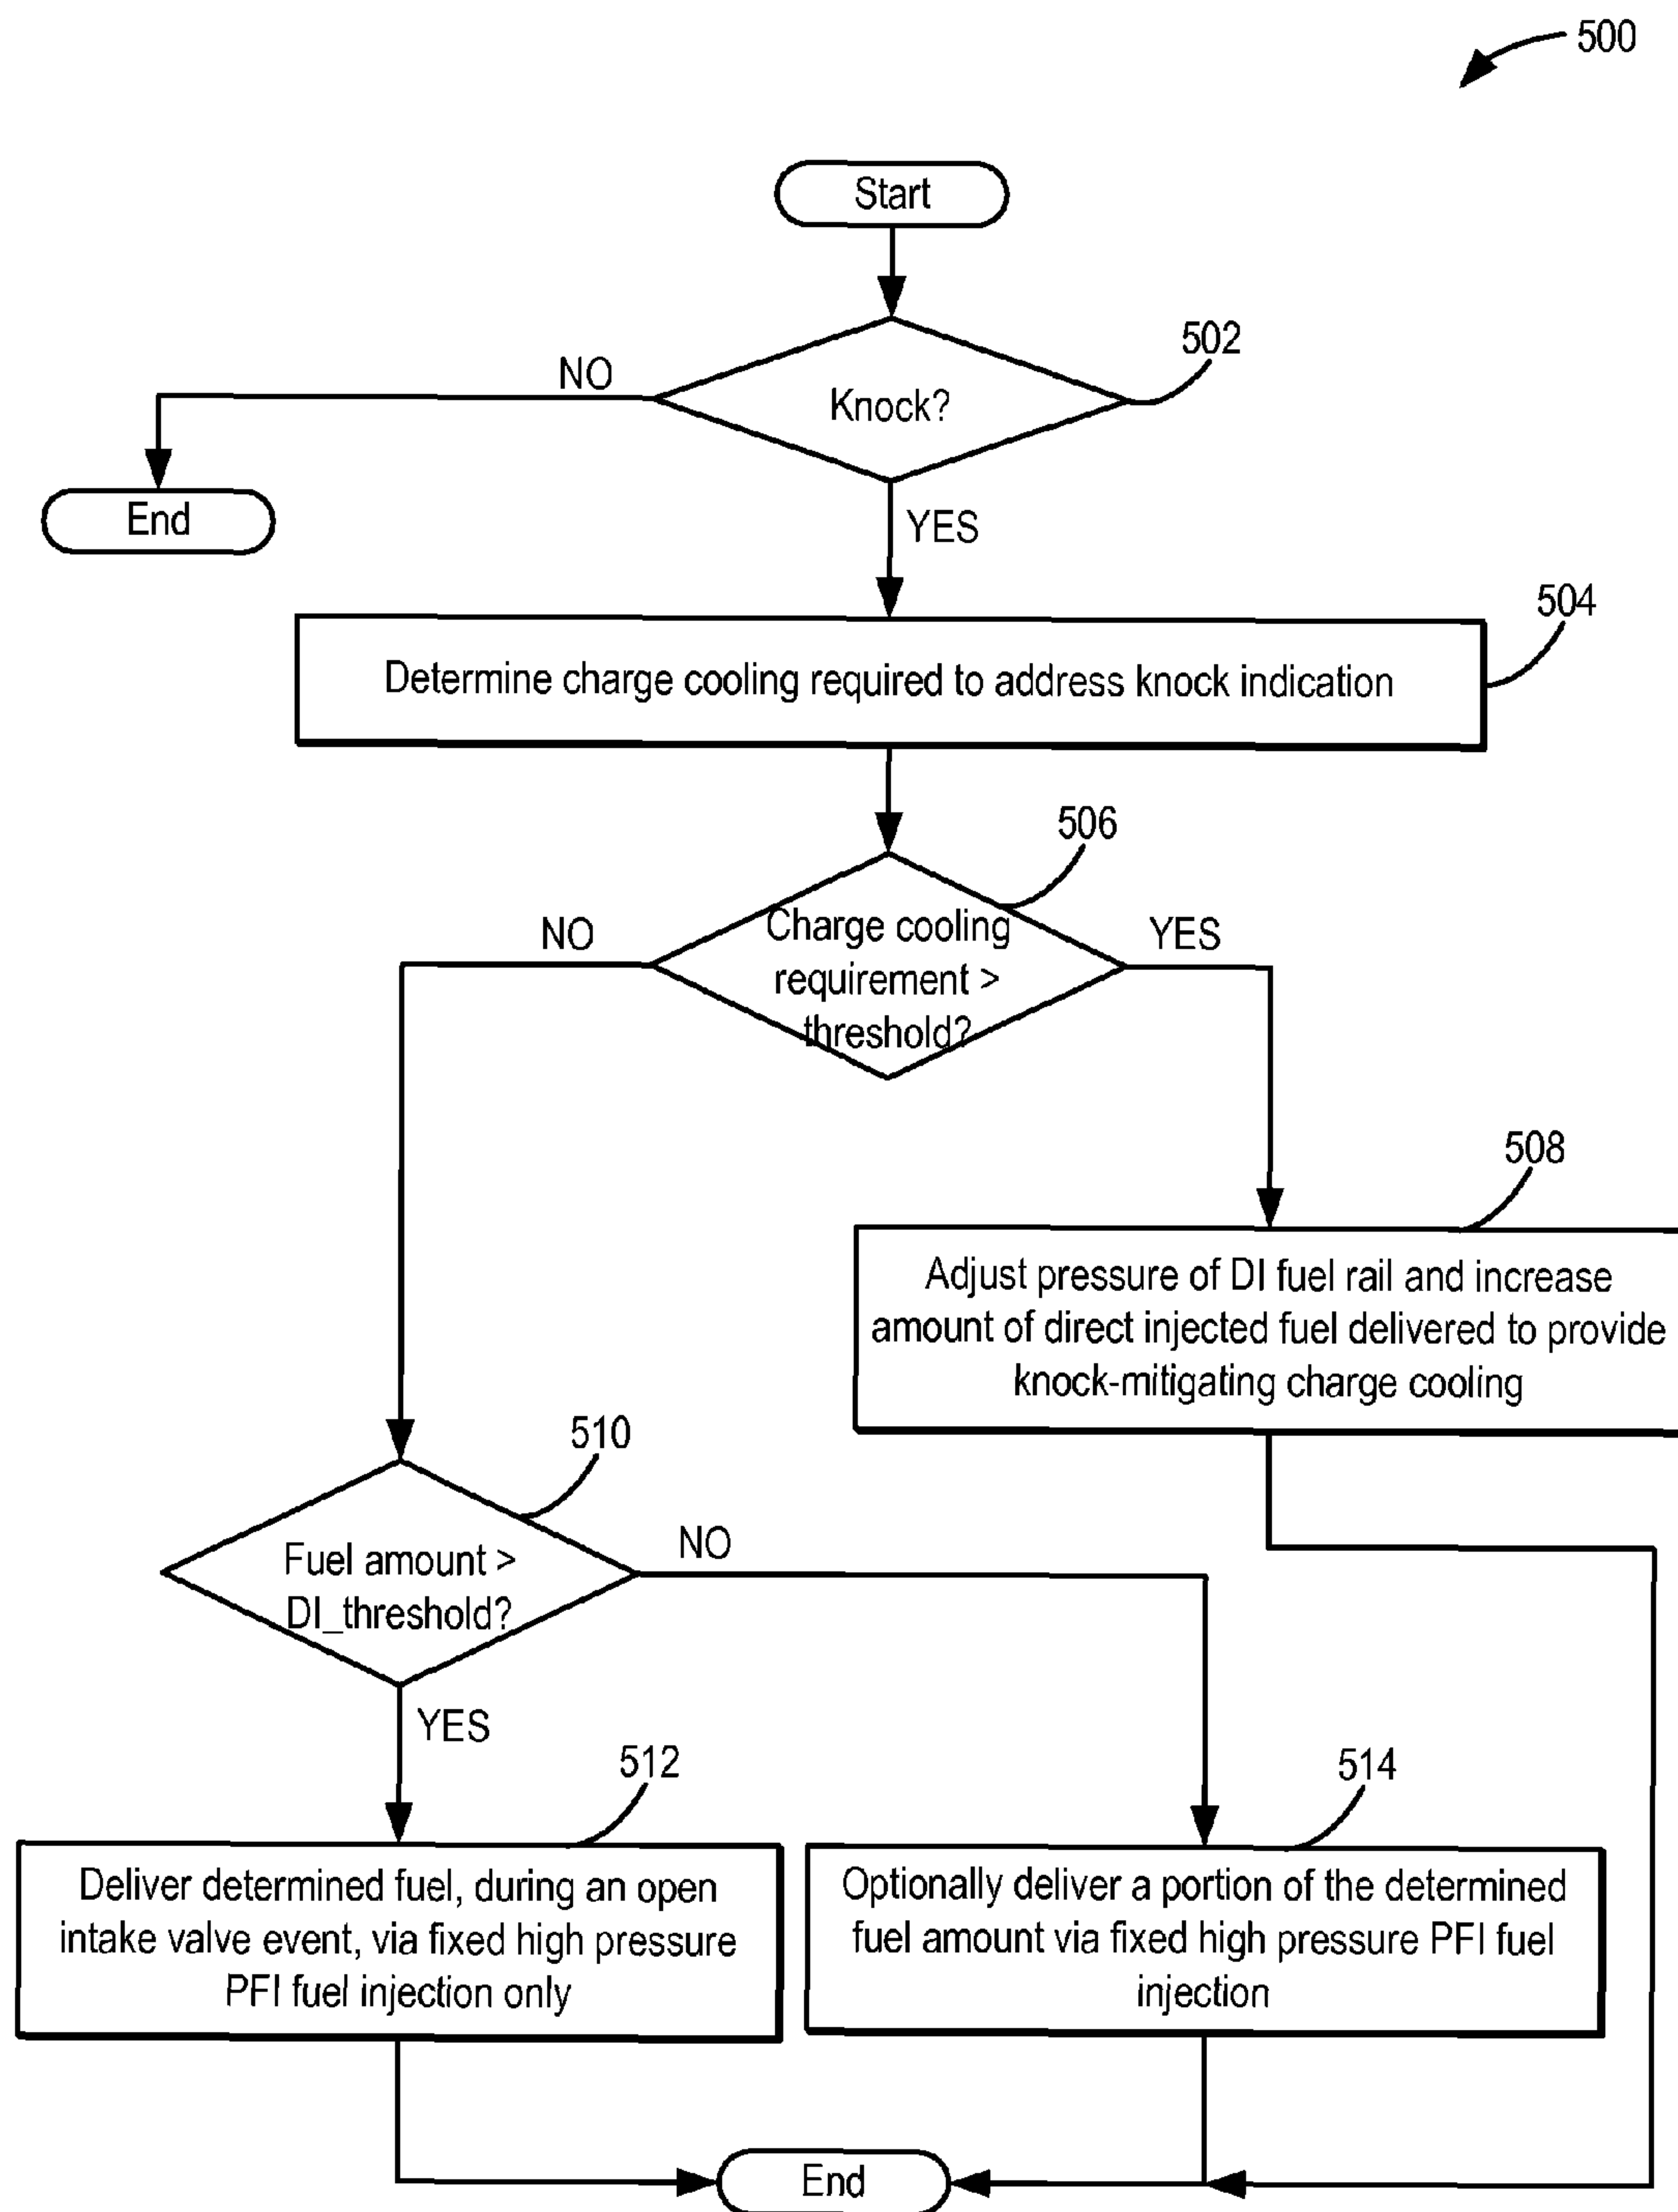 500
Start
502
NO
Knock?
End
YES
504
Determine charge cooling required to address knock indication
506
NO
YES
Charge cooling
requirement >
threshold?
508
Adjust pressure of DI fuel rail and increase
amount of direct injected fuel delivered to provide
knock-mitigating charge cooling
510
NO
Fuel amount >
DI_threshold?
YES
512
514
Deliver determined fuel, during an open
intake valve event, via fixed high pressure
PFI fuel injection only
Optionally deliver a portion of the determined
fuel amount via fixed high pressure PFI fuel
injection
End